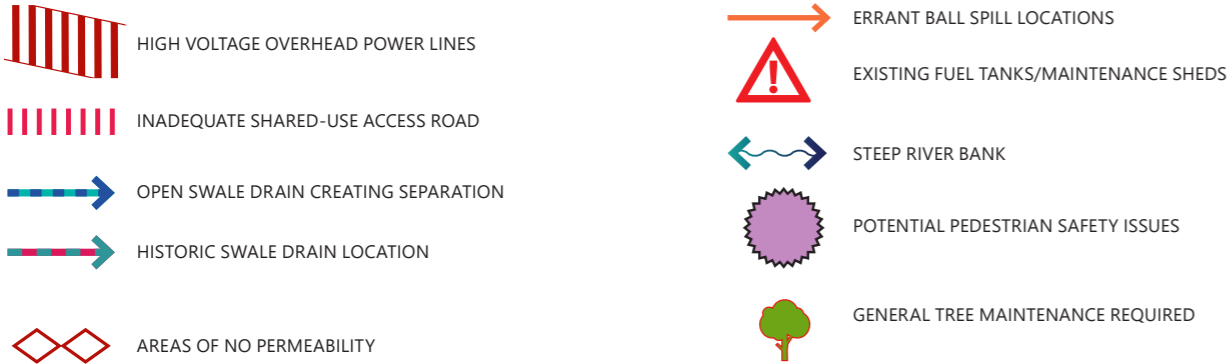 HIGH VOLTAGE OVERHEAD POWER LINES
INADEQUATE SHARED-USE ACCESS ROAD
OPEN SWALE DRAIN CREATING SEPARATION
HISTORIC SWALE DRAIN LOCATION
AREAS OF NO PERMEABILITY
ERRANT BALL SPILL LOCATIONS
EXISTING FUEL TANKS/MAINTENANCE SHEDS
STEEP RIVER BANK
POTENTIAL PEDESTRIAN SAFETY ISSUES
GENERAL TREE MAINTENANCE REQUIRED